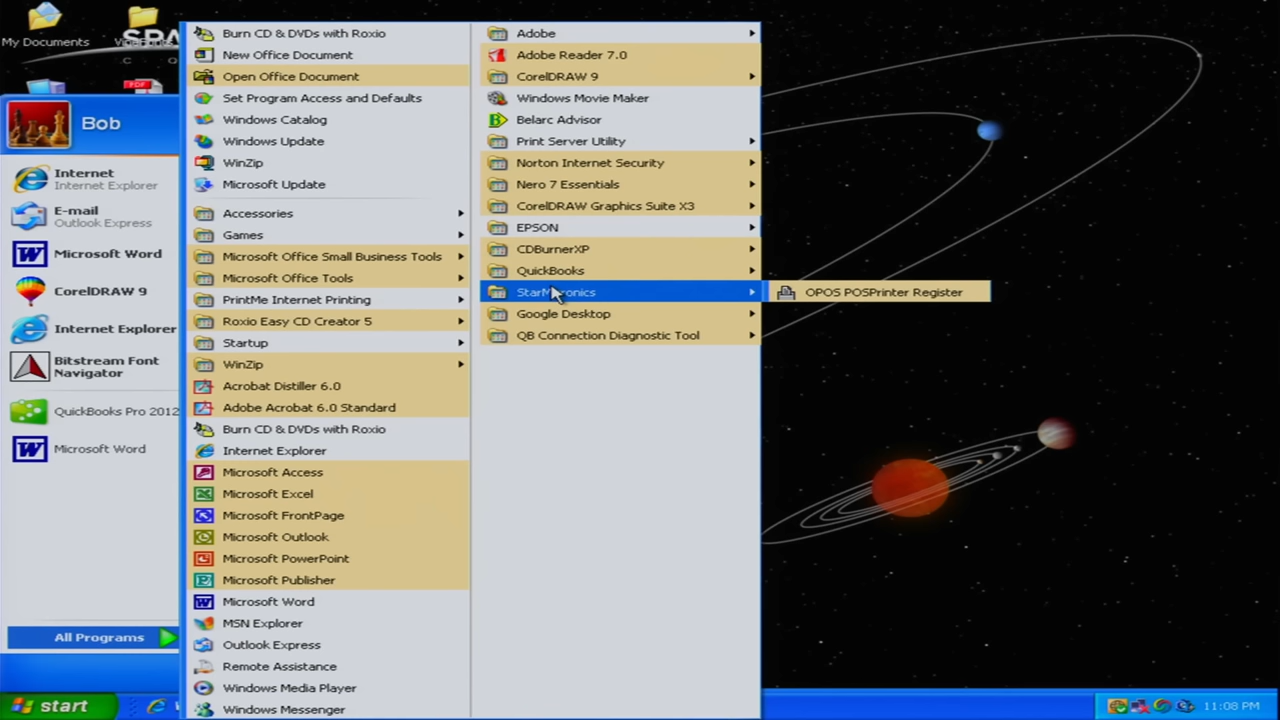 My Documents
Bob
Internet
Internet Explorer
E-mail
Outlook Express
Microsoft Word
CorelDRAW 9
Internet Explorer
Bitstream Font
Navigator
QuickBooks Pro 2012
Microsoft Word
All Programs
start
Burn CD & DVDs with Roxio
New Office Document
Open Office Document
Set Program Access and Defaults
Windows Catalog
Windows Update
WinZip
Microsoft Update
Accessories
Games
Microsoft Office Small Business Tools
Microsoft Office Tools
PrintMe Internet Printing
Roxio Easy CD Creator 5
Startup
WinZip
Acrobat Distiller 6.0
Adobe Acrobat 6.0 Standard
Burn CD & DVDs with Roxio
Internet Explorer
Microsoft Access
Microsoft Excel
Microsoft FrontPage
Microsoft Outlook
Microsoft PowerPoint
Microsoft Publisher
Microsoft Word
MSN Explorer
Outlook Express
Remote Assistance
Windows Media Player
Windows Messenger
Adobe
Adobe Reader 7.0
CorelDRAW 9
Windows Movie Maker
Belarc Advisor
Print Server Utility
Norton Internet Security
Nero 7 Essentials
CorelDRAW Graphics Suite X3
EPSON
CDBurnerXP
QuickBooks
Google Desktop
QB Connection Diagnostic Tool
OPOS POSPrinter Register
11:08 PM